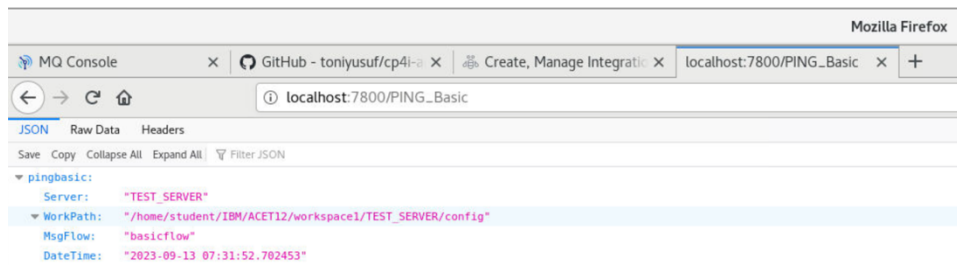 Mozilla Firefox
MQ Console × GitHub - toniyusuf/cp4i-a × Create, Manage Integratio × localhost:7800/PING_Basic × +
localhost:7800/PING_Basic
JSON Raw Data Headers
Save Copy Collapse All Expand All Filter JSON
pingbasic:
Server: "TEST_SERVER"
WorkPath: "/home/student/IBM/ACET12/workspace1/TEST_SERVER/config"
MsgFlow: "basicflow"
DateTime: "2023-09-13 07:31:52.702453"